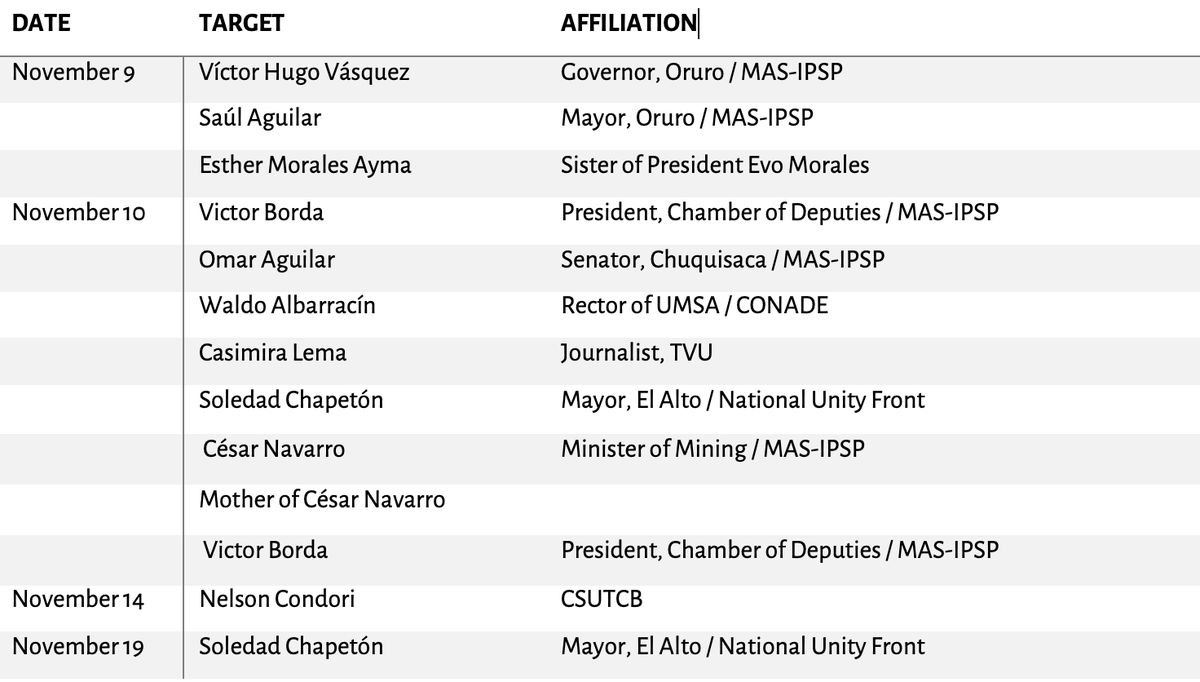 DATE TARGET AFFILIATION
November 9 Víctor Hugo Vásquez Governor, Oruro / MAS-IPSP
Saúl Aguilar Mayor, Oruro / MAS-IPSP
Esther Morales Ayma Sister of President Evo Morales
November 10 Victor Borda President, Chamber of Deputies / MAS-IPSP
Omar Aguilar Senator, Chuquisaca / MAS-IPSP
Waldo Albarracín Rector of UMSA / CONADE
Casimira Lema Journalist, TVU
Soledad Chapetón Mayor, El Alto / National Unity Front
César Navarro Minister of Mining / MAS-IPSP
Mother of César Navarro
Victor Borda President, Chamber of Deputies / MAS-IPSP
November 14 Nelson Condori CSUTCB
November 19 Soledad Chapetón Mayor, El Alto / National Unity Front